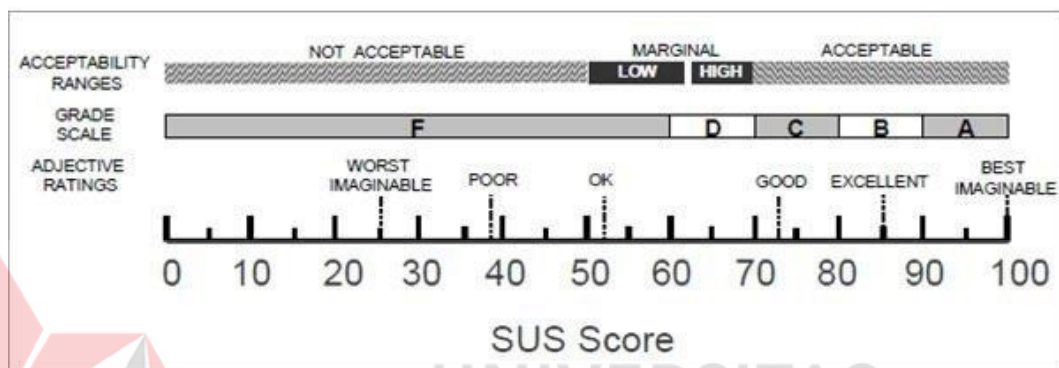 NOT ACCEPTABLE MARGINAL ACCEPTABLE
ACCEPTABILITY RANGES
LOW HIGH
GRADE SCALE
F D C B A
ADJECTIVE RATINGS
WORST IMAGINABLE POOR OK GOOD EXCELLENT BEST IMAGINABLE
0 10 20 30 40 50 60 70 80 90 100
SUS Score
UNIVERSITAS